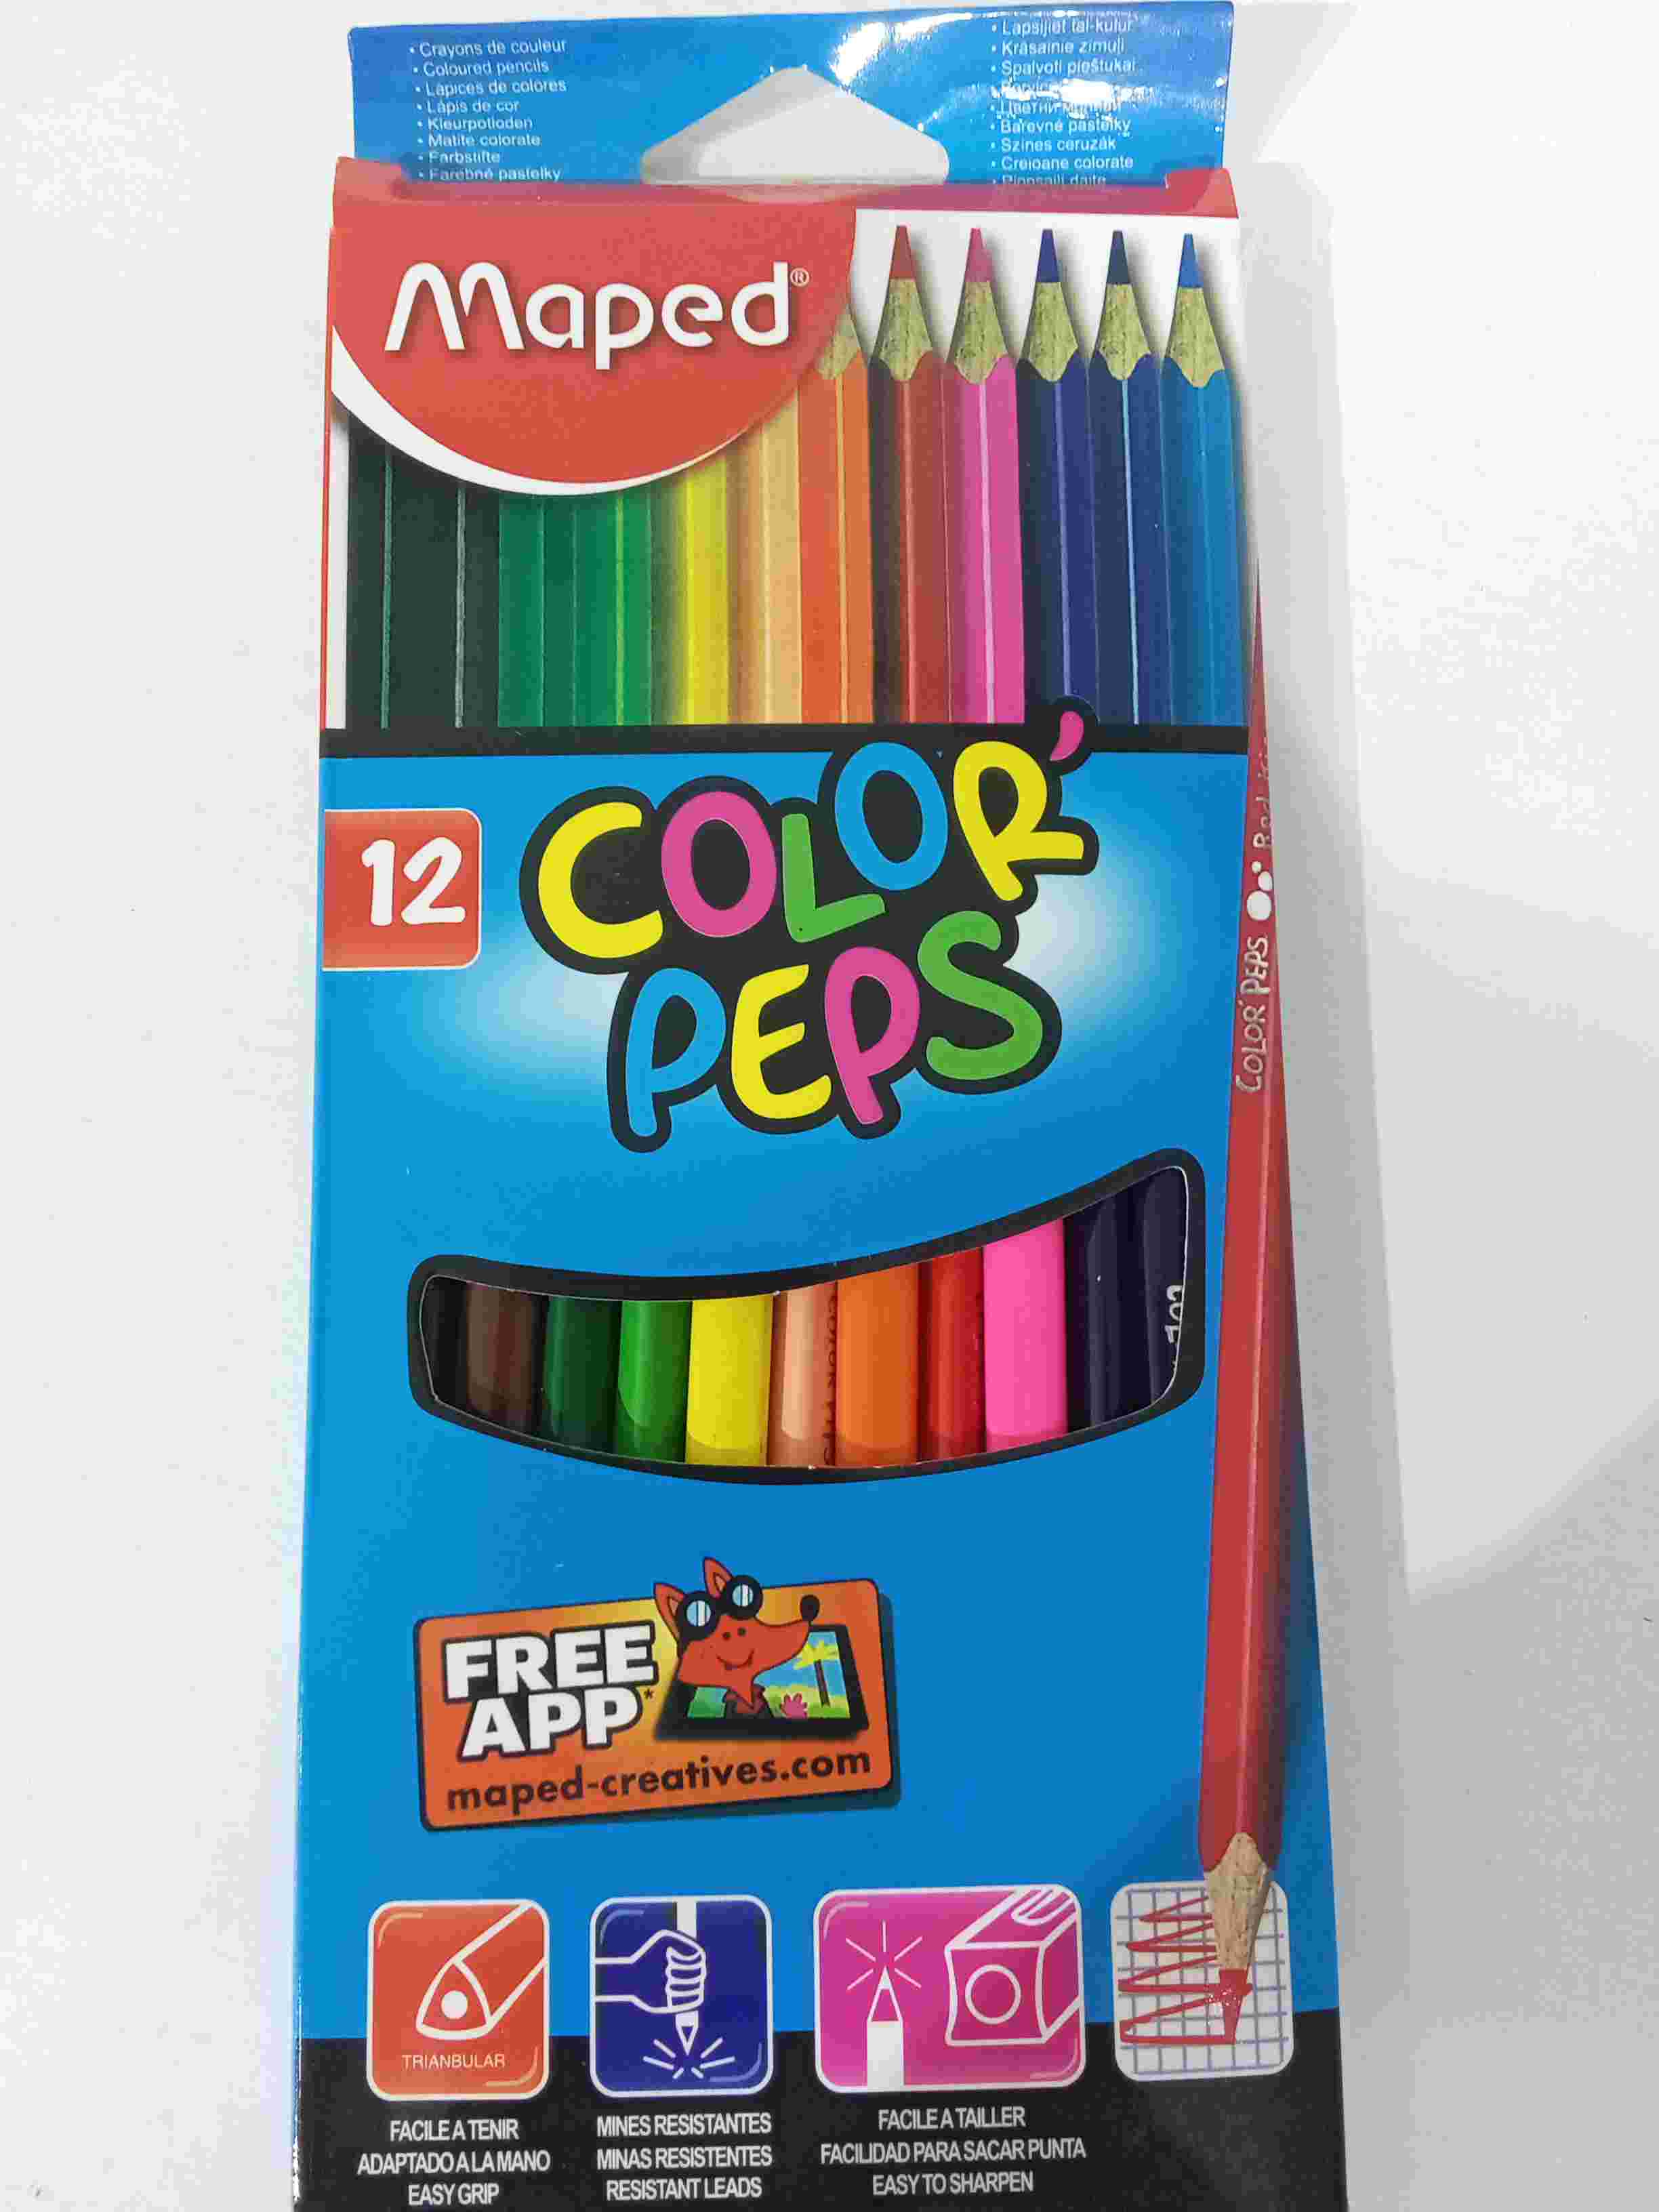 • Crayons de couleur
• Coloured pencils
• Lápices de colores
• Lápis de cor
• Kleurpotloden
• Matite colorate
• Farbstifte
• Farebné pastelky
• Lapsijiet tal-kulur
• Krāsainie zīmuļi
• Spalvoti pieštukai
• Barevné pastelky
• Színes ceruzák
• Creioane colorate
Maped®
12
COLOR'
PEPS
COLOR'PEPS
FREE
APP*
maped-creatives.com
TRIANBULAR
FACILE A TENIR
ADAPTADO A LA MANO
EASY GRIP
MINES RESISTANTES
MINAS RESISTENTES
RESISTANT LEADS
FACILE A TAILLER
FACILIDAD PARA SACAR PUNTA
EASY TO SHARPEN